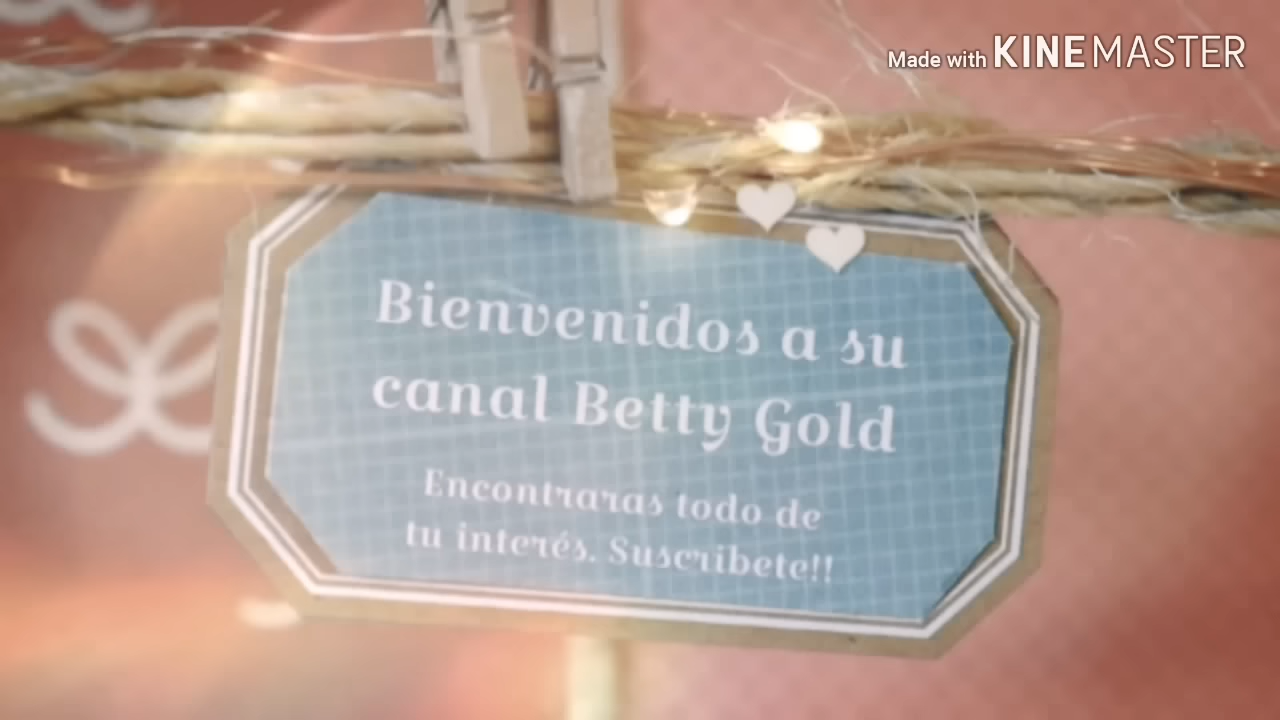 Made with KINEMASTER
Bienvenidos a su
canal Betty Gold
Encontraras todo de
tu interés. Suscribete!!